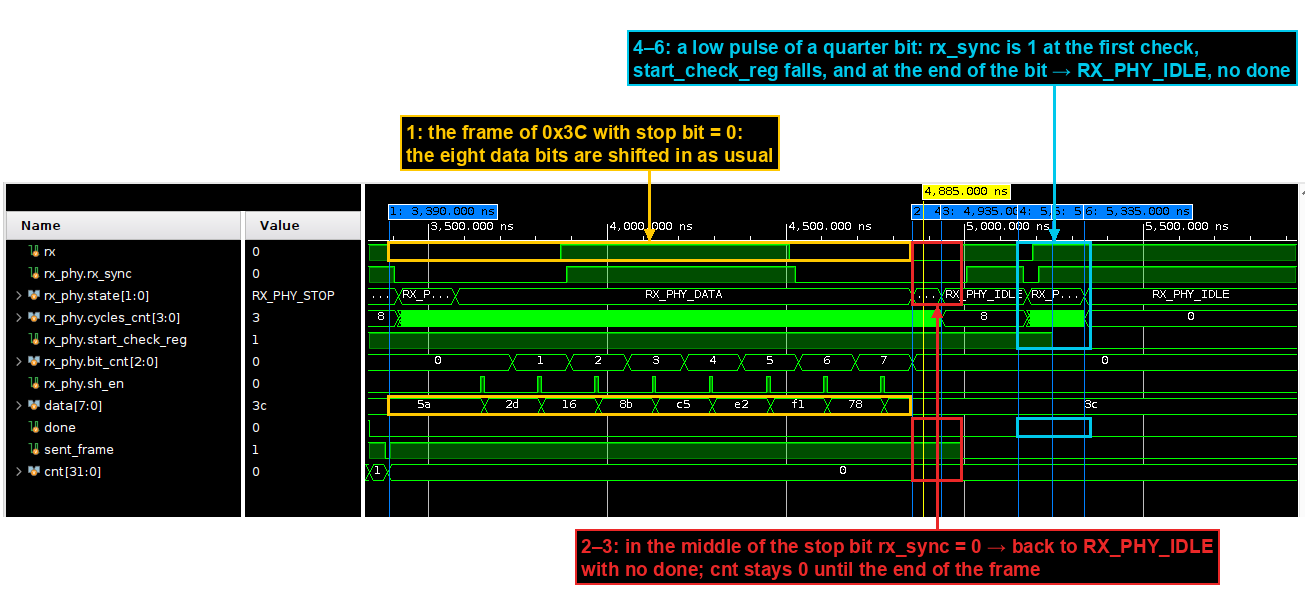 4–6: a low pulse of a quarter bit: rx_sync is 1 at the first check,
start_check_reg falls, and at the end of the bit → RX_PHY_IDLE, no done
1: the frame of 0x3C with stop bit = 0:
the eight data bits are shifted in as usual
4,885.000 ns
1: 3,390.000 ns 2 43: 4,935.00 4: 5, 5: 5 6: 5,335.000 ns
3,500.000 ns 4,000.000 ns 4,500.000 ns 5,000.000 ns 5,500.000 ns
Name Value
rx 0
rx_phy.rx_sync 0
rx_phy.state[1:0] RX_PHY_STOP ... RX_P... RX_PHY_DATA ... RX_PHY_IDLE RX_P... RX_PHY_IDLE
rx_phy.cycles_cnt[3:0] 3 8 8 0
rx_phy.start_check_reg 1
rx_phy.bit_cnt[2:0] 0 0 1 2 3 4 5 6 7 0
rx_phy.sh_en 0
data[7:0] 3c 5a 2d 16 8b c5 e2 f1 78 3c
done 0
sent_frame 1
cnt[31:0] 0 1 0
2–3: in the middle of the stop bit rx_sync = 0 → back to RX_PHY_IDLE
with no done; cnt stays 0 until the end of the frame